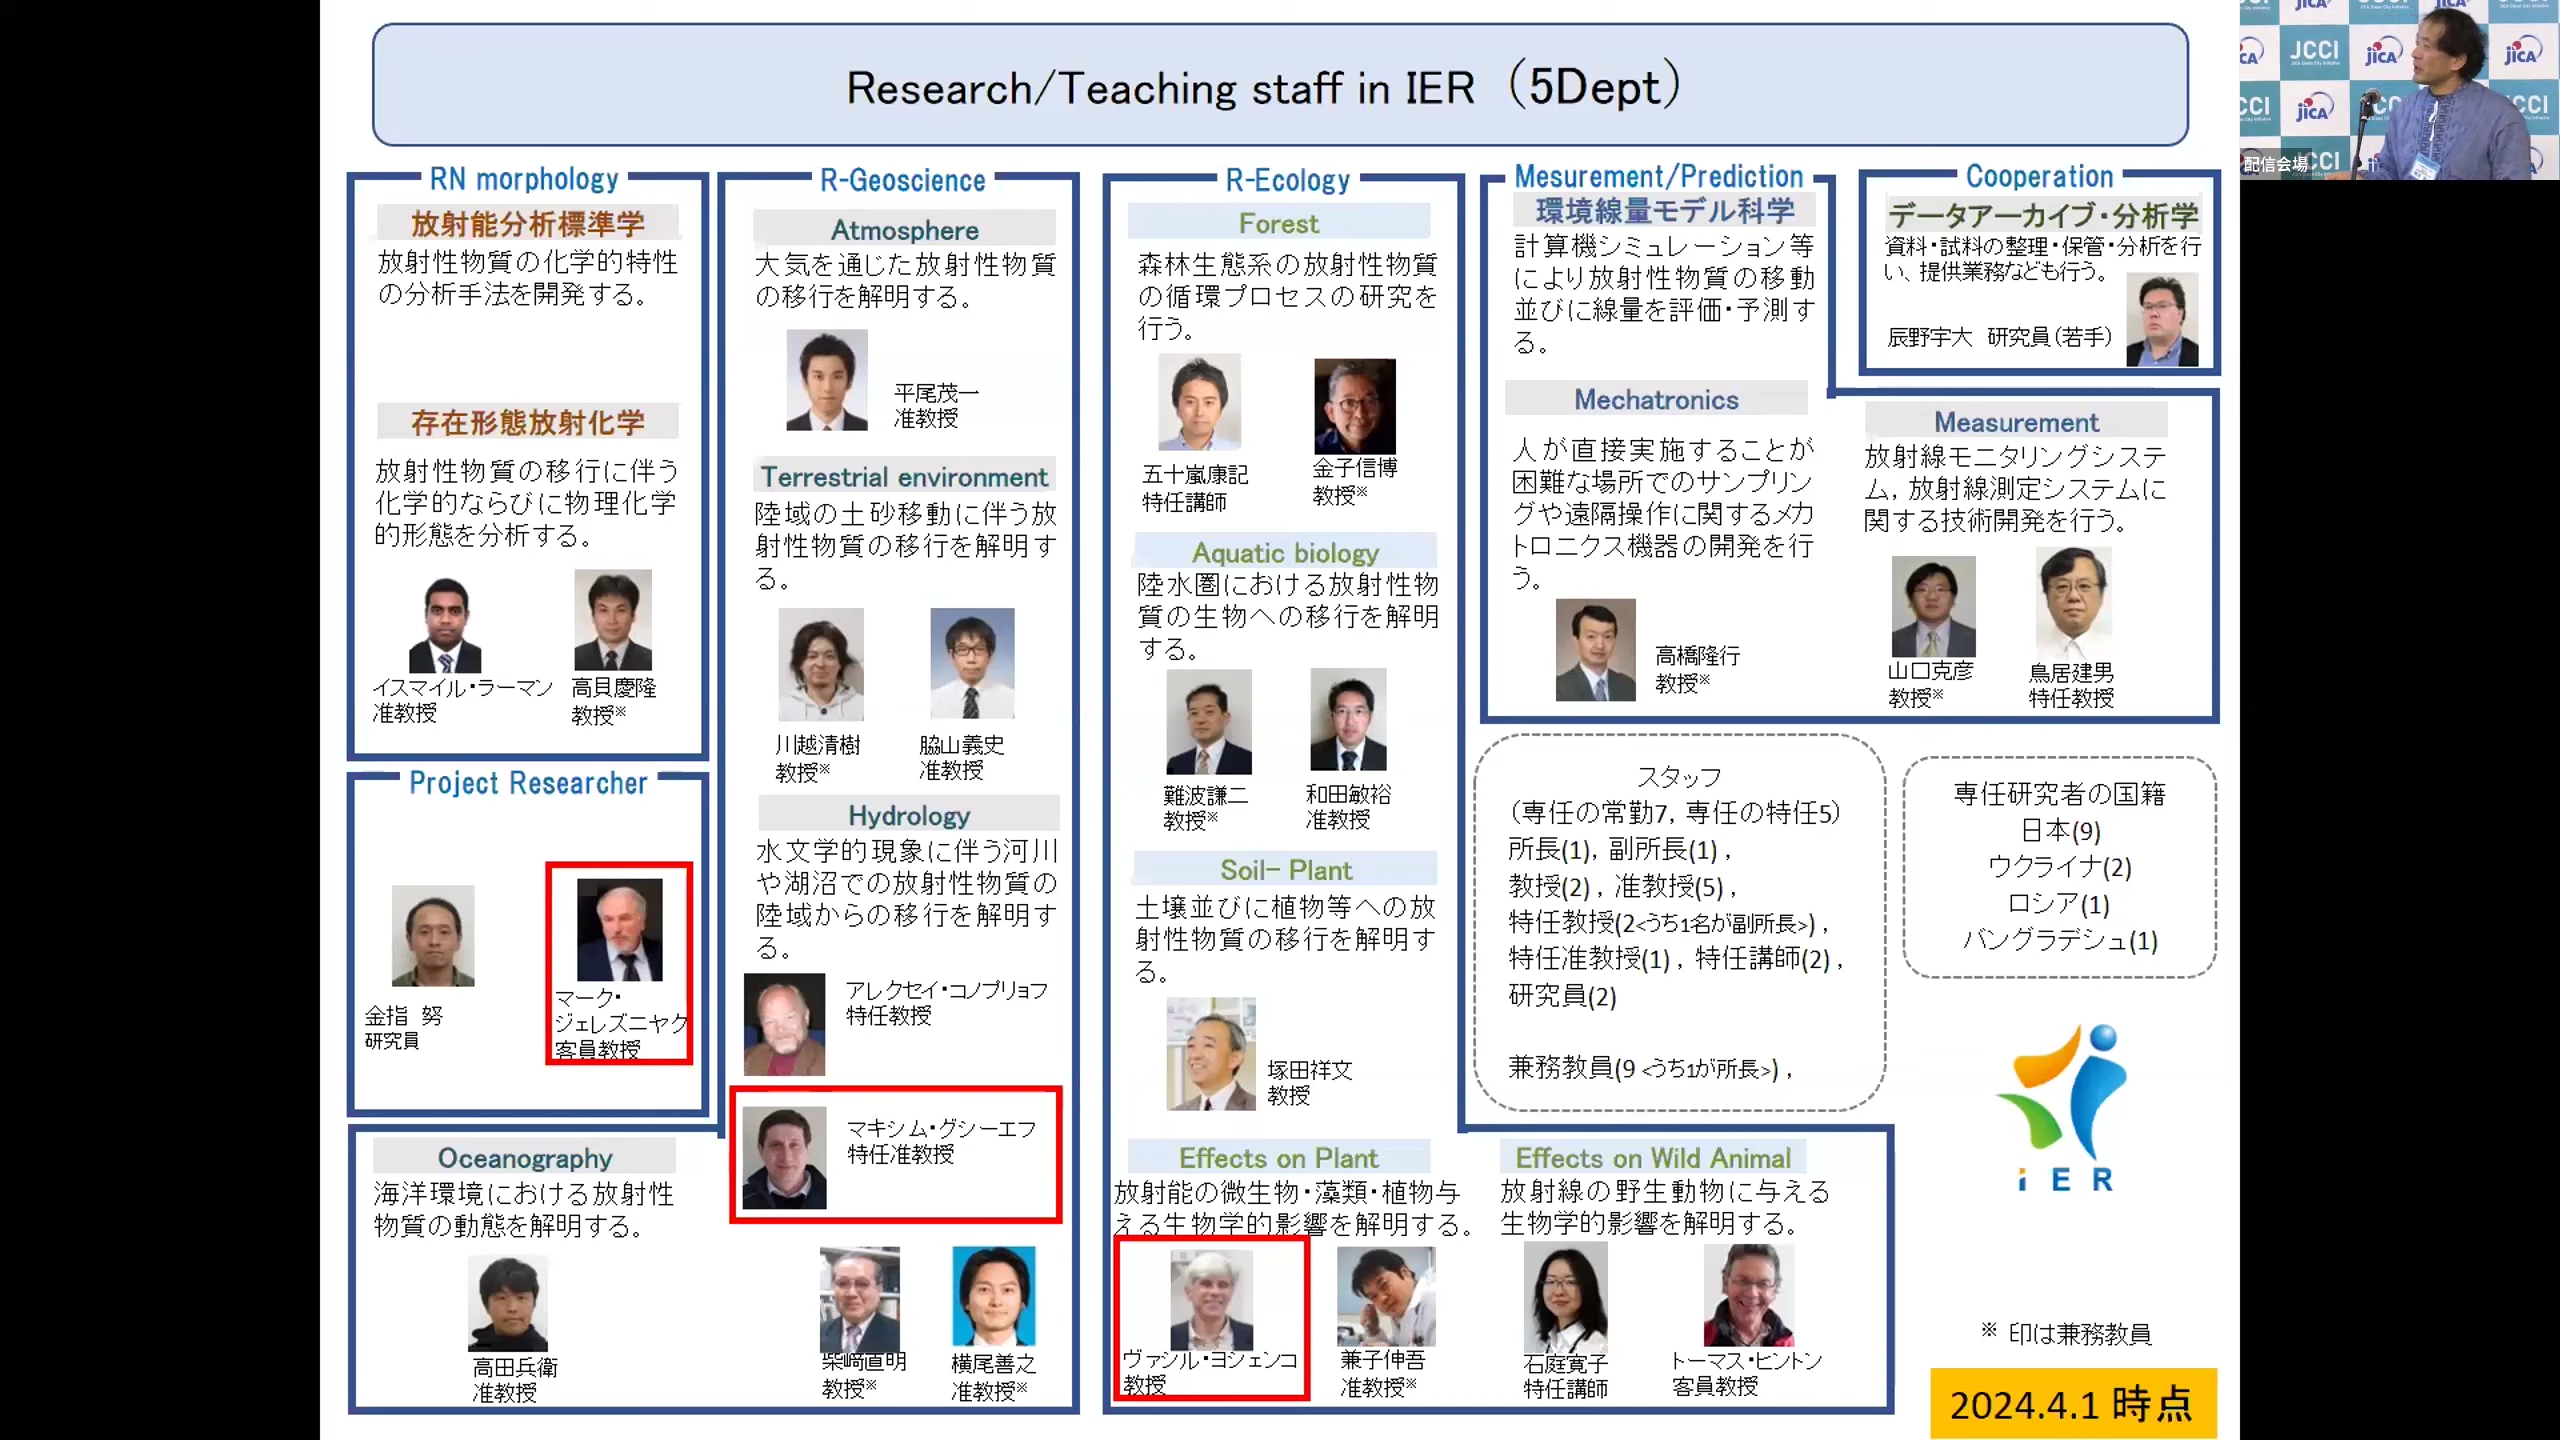 Research/Teaching staff in IER（5Dept）
RN morphology
放射能分析標準学
放射性物質の化学的特性
の分析手法を開発する。
存在形態放射化学
放射性物質の移行に伴う
化学的ならびに物理化学
的形態を分析する。
イスマイル・ラーマン
准教授
高貝慶隆
教授※
Project Researcher
金指 努
研究員
マーク・
ジェレズニヤク
客員教授
Oceanography
海洋環境における放射性
物質の動態を解明する。
高田兵衛
准教授
R-Geoscience
Atmosphere
大気を通じた放射性物質
の移行を解明する。
平尾茂一
准教授
Terrestrial environment
陸域の土砂移動に伴う放
射性物質の移行を解明す
る。
川越清樹
教授※
脇山義史
准教授
Hydrology
水文学的現象に伴う河川
や湖沼での放射性物質の
陸域からの移行を解明す
る。
アレクセイ・コノプリョフ
特任教授
マキシム・グシーエフ
特任准教授
柴﨑直明
教授※
横尾善之
准教授※
R-Ecology
Forest
森林生態系の放射性物質
の循環プロセスの研究を
行う。
五十嵐康記
特任講師
金子信博
教授※
Aquatic biology
陸水圏における放射性物
質の生物への移行を解明
する。
難波謙二
教授※
和田敏裕
准教授
Soil- Plant
土壌並びに植物等への放
射性物質の移行を解明す
る。
塚田祥文
教授
Effects on Plant
放射能の微生物・藻類・植物与
える生物学的影響を解明する。
ヴァシル・ヨシェンコ
教授
兼子伸吾
准教授※
Effects on Wild Animal
放射線の野生動物に与える
生物学的影響を解明する。
石庭寛子
特任講師
トーマス・ヒントン
客員教授
Mesurement/Prediction
環境線量モデル科学
計算機シミュレーション等
により放射性物質の移動
並びに線量を評価・予測す
る。
Mechatronics
人が直接実施することが
困難な場所でのサンプリン
グや遠隔操作に関するメカ
トロニクス機器の開発を行
う。
高橋隆行
教授※
Measurement
放射線モニタリングシステ
ム，放射線測定システムに
関する技術開発を行う。
山口克彦
教授※
鳥居建男
特任教授
Cooperation
データアーカイブ・分析学
資料・試料の整理・保管・分析を行
い、提供業務なども行う。
辰野宇大 研究員（若手）
スタッフ
（専任の常勤7，専任の特任5）
所長(1)，副所長(1)，
教授(2)，准教授(5)，
特任教授(2<うち1名が副所長>)，
特任准教授(1)，特任講師(2)，
研究員(2)
兼務教員(9 <うち1が所長>)，
専任研究者の国籍
日本(9)
ウクライナ(2)
ロシア(1)
バングラデシュ(1)
iER
※ 印は兼務教員
2024.4.1 時点
JCCI
JICA
配信会場